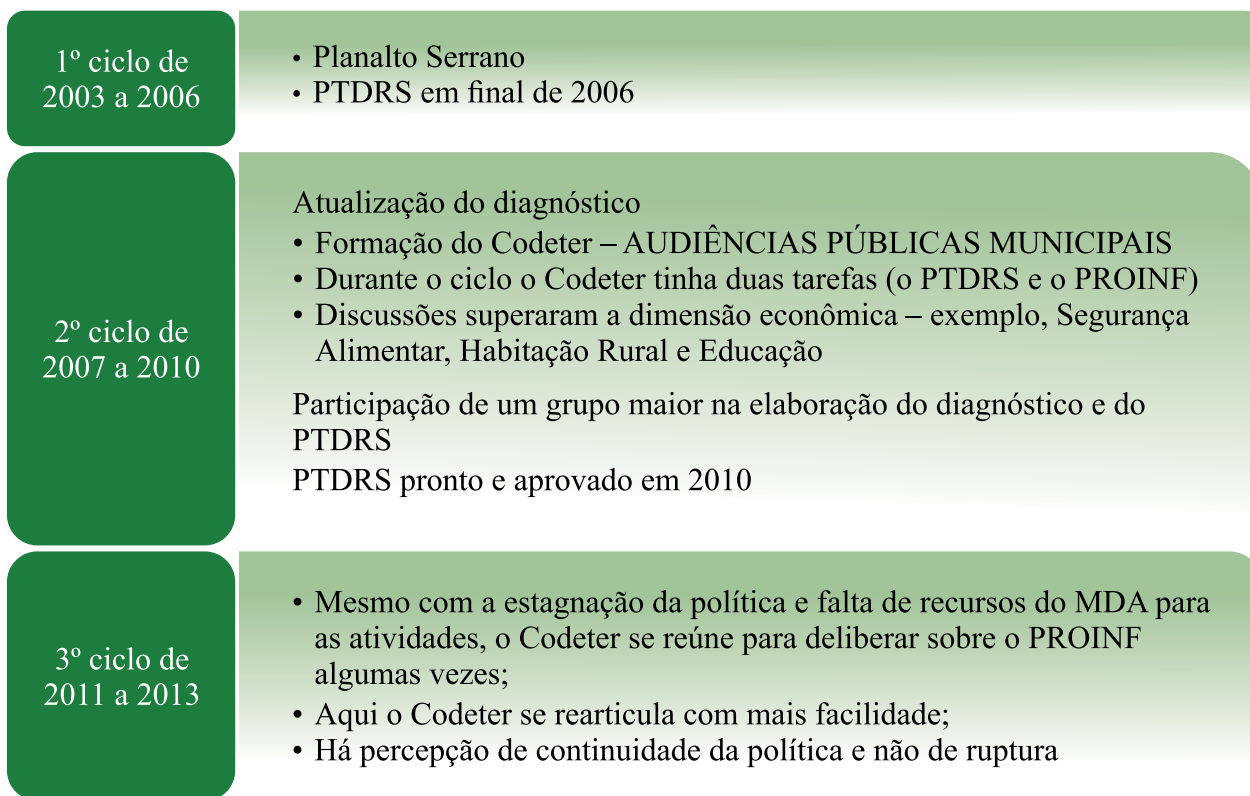 1º ciclo de
2003 a 2006
• Planalto Serrano
• PTDRS em final de 2006
2º ciclo de
2007 a 2010
Atualização do diagnóstico
• Formação do Codeter – AUDIÊNCIAS PÚBLICAS MUNICIPAIS
• Durante o ciclo o Codeter tinha duas tarefas (o PTDRS e o PROINF)
• Discussões superaram a dimensão econômica – exemplo, Segurança
Alimentar, Habitação Rural e Educação
Participação de um grupo maior na elaboração do diagnóstico e do
PTDRS
PTDRS pronto e aprovado em 2010
3º ciclo de
2011 a 2013
• Mesmo com a estagnação da política e falta de recursos do MDA para
as atividades, o Codeter se reúne para deliberar sobre o PROINF
algumas vezes;
• Aqui o Codeter se rearticula com mais facilidade;
• Há percepção de continuidade da política e não de ruptura